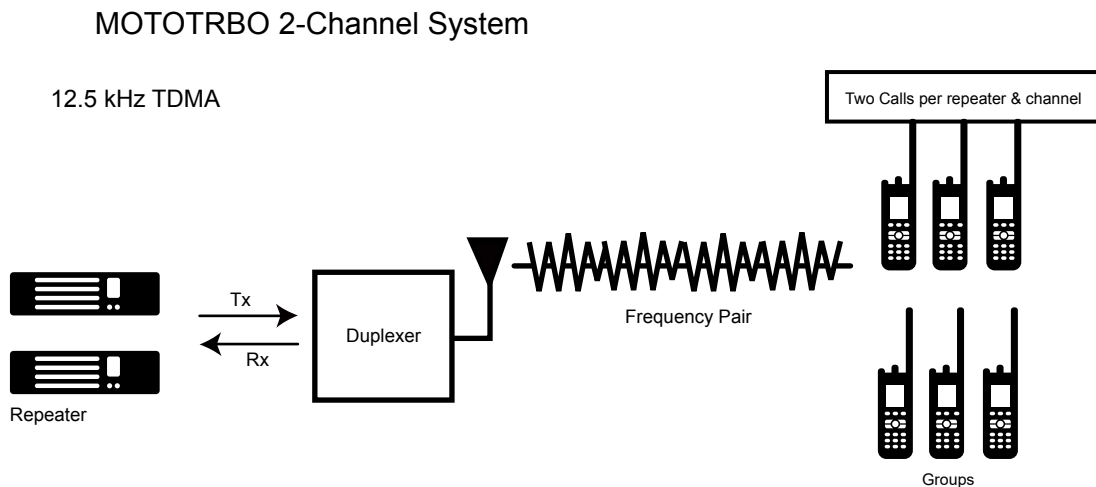 MOTOTRBO 2-Channel System
12.5 kHz TDMA
Two Calls per repeater & channel
Tx
Duplexer
Rx
Frequency Pair
Repeater
Groups